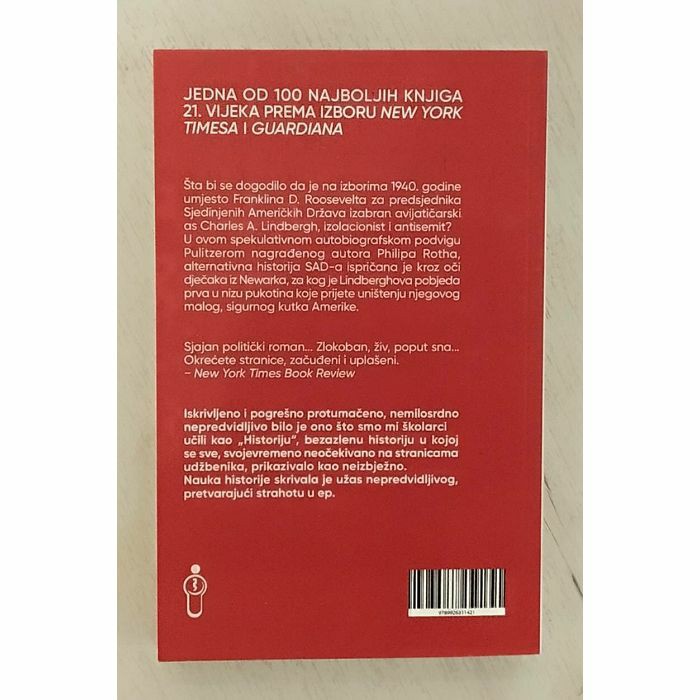 JEDNA OD 100 NAJBOLJIH KNJIGA
21. VIJEKA PREMA IZBORU NEW YORK
TIMESA I GUARDIANA
Šta bi se dogodilo da je na izborima 1940. godine
umjesto Franklina D. Roosevelta za predsjednika
Sjedinjenih Američkih Država izabran avijatičarski
as Charles A. Lindbergh, izolacionist i antisemit?
U ovom spekulativnom autobiografskom podvigu
Pulitzerom nagrađenog autora Philipa Rotha,
alternativna historija SAD-a ispričana je kroz oči
dječaka iz Newarka, za kog je Lindberghova pobjeda
prva u nizu pukotina koje prijete uništenju njegovog
malog, sigurnog kutka Amerike.
Sjajan politički roman... Zlokoban, živ, poput sna...
Okrećete stranice, začuđeni i uplašeni.
– New York Times Book Review
Iskrivljeno i pogrešno protumačeno, nemilosrdno
nepredvidljivo bilo je ono što smo mi školarci
učili kao „Historiju“, bezazlenu historiju u kojoj
se sve, svojevremeno neočekivano na stranicama
udžbenika, prikazivalo kao neizbježno.
Nauka historije skrivala je užas nepredvidljivog,
pretvarajući strahotu u ep.